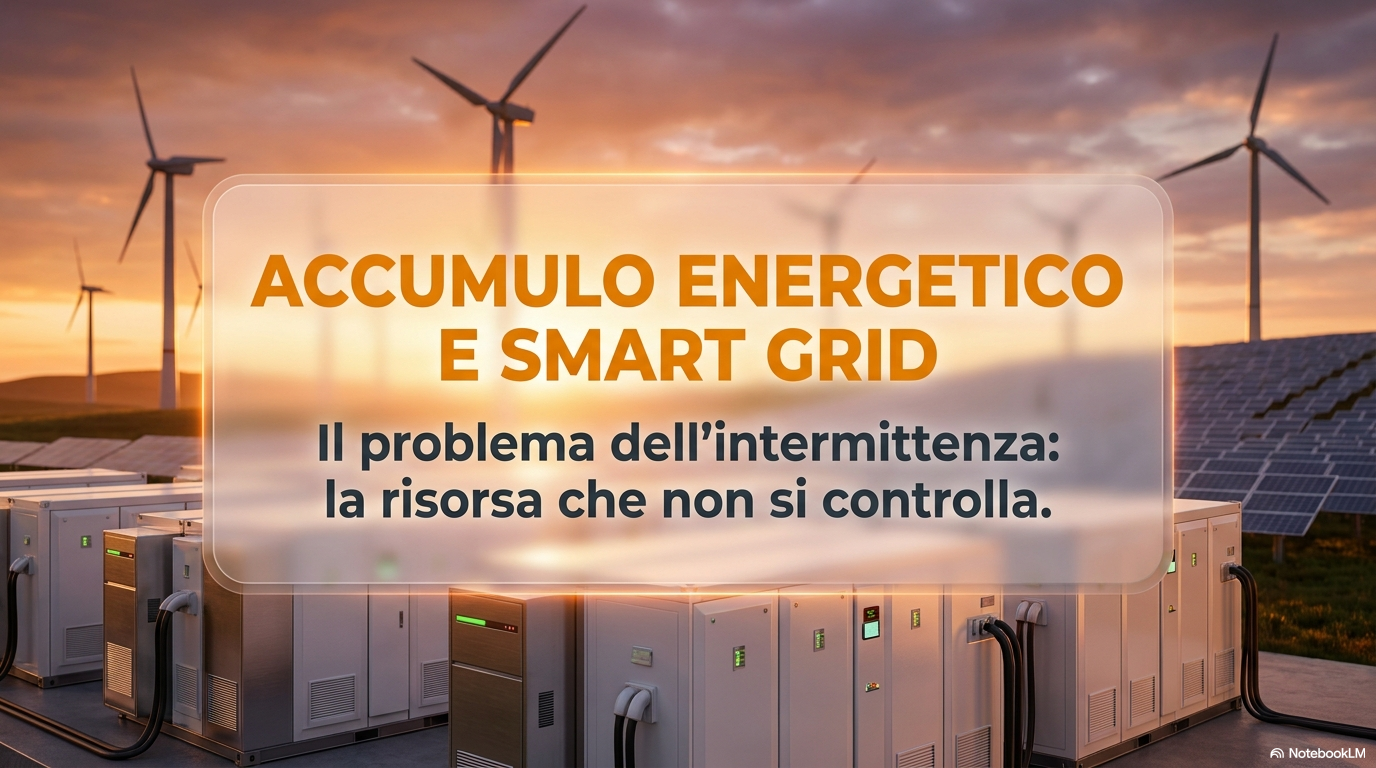 ACCUMULO ENERGETICO
E SMART GRID
Il problema dell’intermittenza:
la risorsa che non si controlla.
NotebookLM